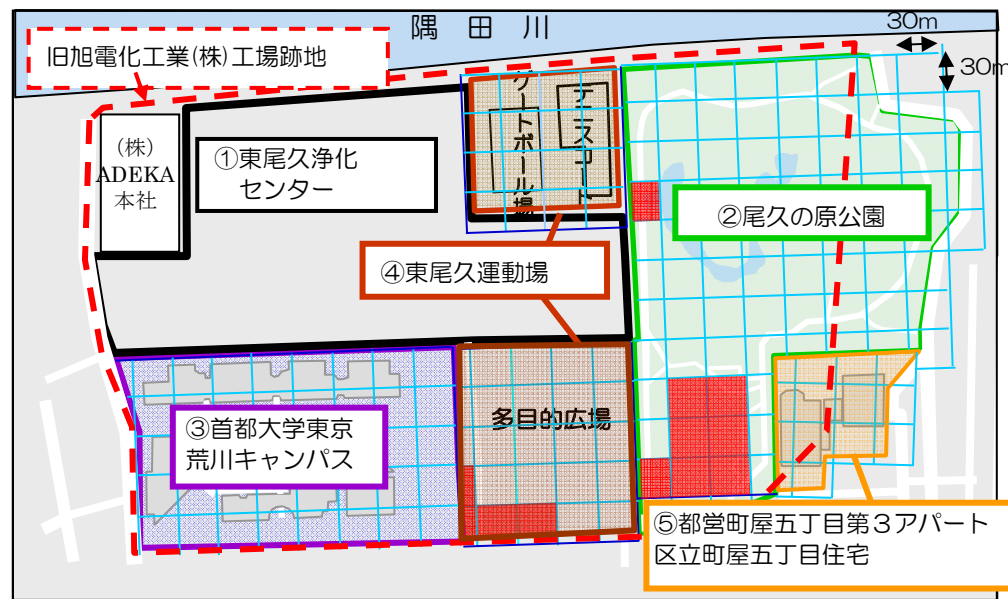 隅田川
30m
30m
旧旭電化工業(株)工場跡地
(株)
ADEKA
本社
①東尾久浄化
センター
ゲートボール場
テニスコート
②尾久の原公園
④東尾久運動場
多目的広場
③首都大学東京
荒川キャンパス
⑤都営町屋五丁目第3アパート
区立町屋五丁目住宅